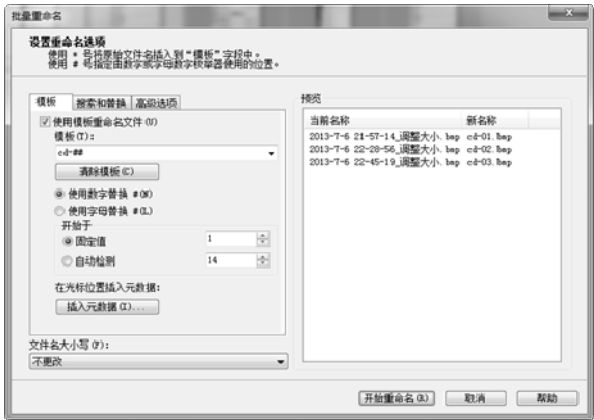 批量重命名
设置重命名选项
使用 * 号将原始文件名插入到“模板”字段中。
使用 # 号指定由数字或字母数字枚举器使用的位置。
模板 搜索和替换 高级选项
使用模板重命名文件(U)
模板(T):
cd-##
清除模板(C)
使用数字替换 #(N)
使用字母替换 #(L)
开始于
固定值 1
自动检测 14
在光标位置插入元数据:
插入元数据(I)...
文件名大小写(F):
不更改
预览
当前名称 新名称
2013-7-6 21-57-14_调整大小.bmp cd-01.bmp
2013-7-6 22-28-56_调整大小.bmp cd-02.bmp
2013-7-6 22-45-19_调整大小.bmp cd-03.bmp
开始重命名(R) 取消 帮助